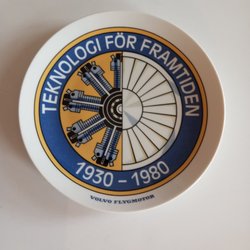 TEKNOLOGI FÖR FRAMTIDEN
1930 – 1980
VOLVO FLYGMOTOR